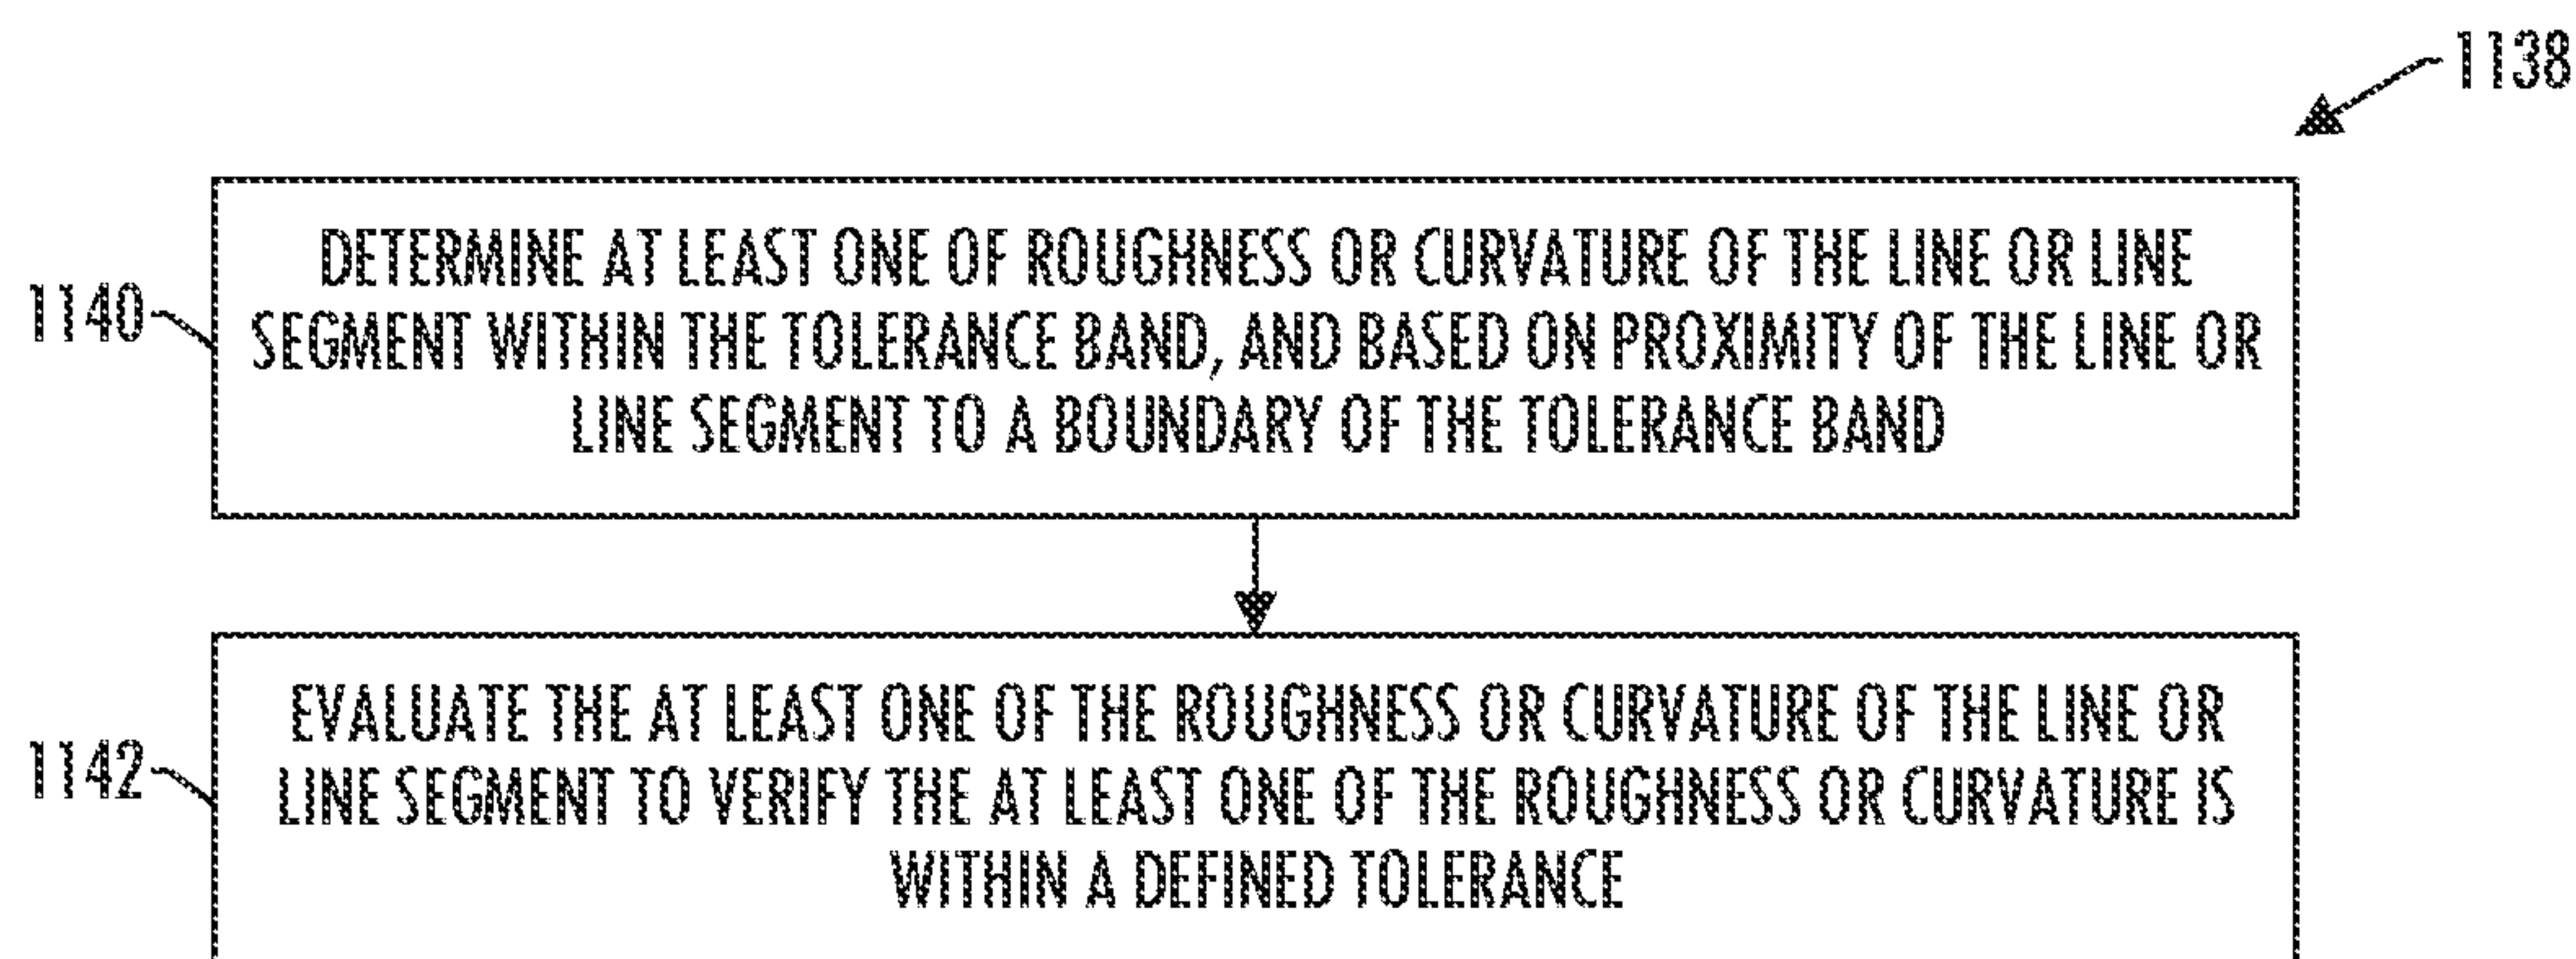 1138
1140
DETERMINE AT LEAST ONE OF ROUGHNESS OR CURVATURE OF THE LINE OR LINE
SEGMENT WITHIN THE TOLERANCE BAND, AND BASED ON PROXIMITY OF THE LINE OR
LINE SEGMENT TO A BOUNDARY OF THE TOLERANCE BAND
1142
EVALUATE THE AT LEAST ONE OF THE ROUGHNESS OR CURVATURE OF THE LINE OR
LINE SEGMENT TO VERIFY THE AT LEAST ONE OF THE ROUGHNESS OR CURVATURE IS
WITHIN A DEFINED TOLERANCE